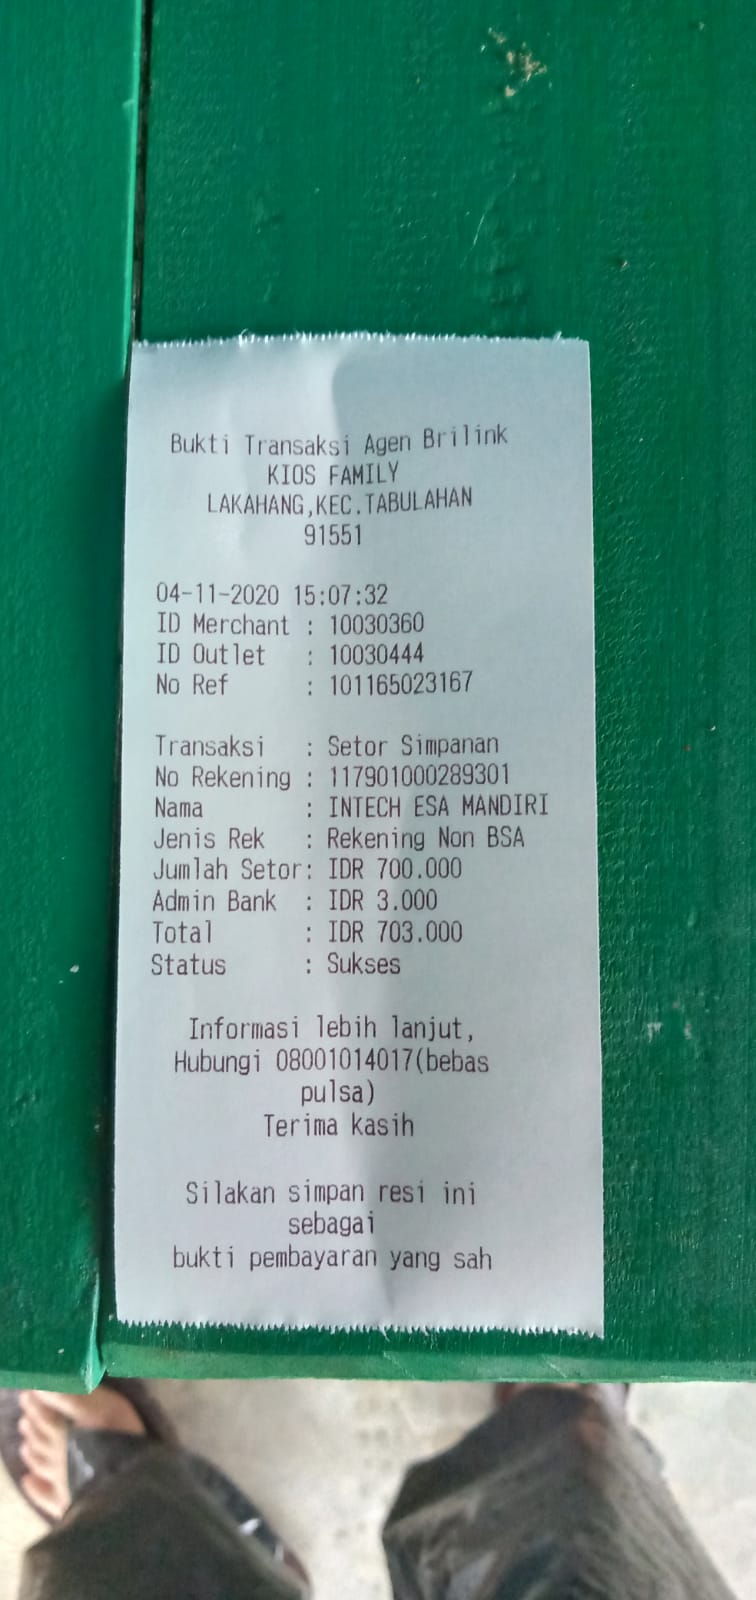 Bukti Transaksi Agen Brilink
KIOS FAMILY
LAKAHANG,KEC.TABULAHAN
91551
04-11-2020 15:07:32
ID Merchant : 10030360
ID Outlet : 10030444
No Ref : 101165023167
Transaksi : Setor Simpanan
No Rekening : 117901000289301
Nama : INTECH ESA MANDIRI
Jenis Rek : Rekening Non BSA
Jumlah Setor: IDR 700.000
Admin Bank : IDR 3.000
Total : IDR 703.000
Status : Sukses
Informasi lebih lanjut,
Hubungi 08001014017(bebas
pulsa)
Terima kasih
Silakan simpan resi ini
sebagai
bukti pembayaran yang sah